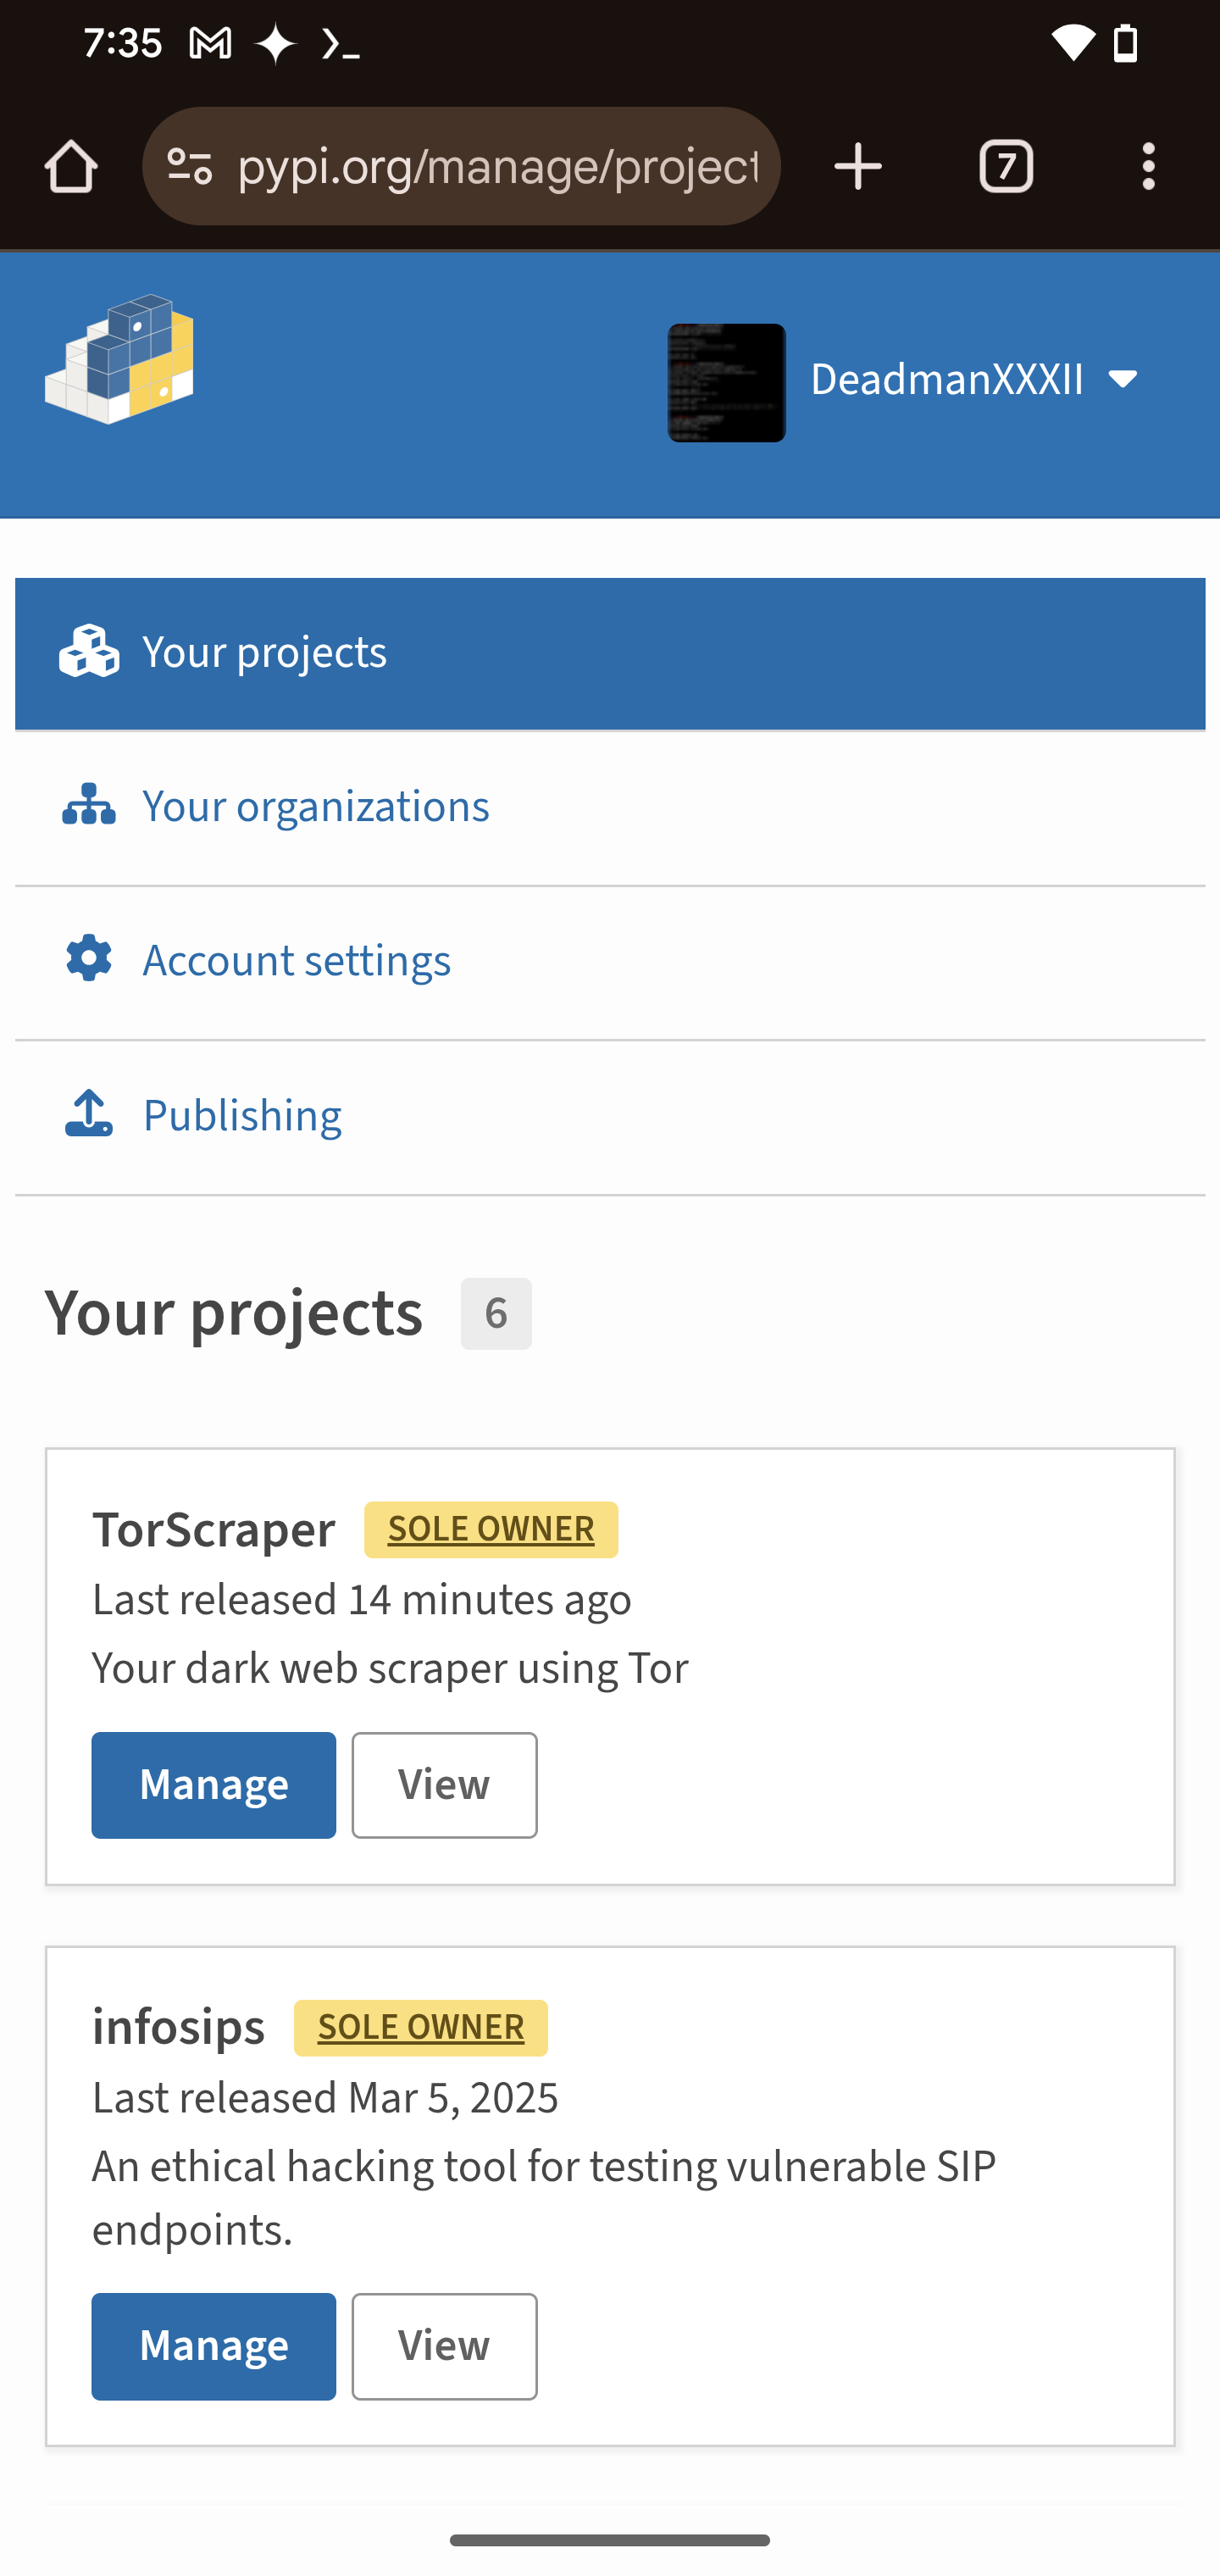 7:35
pypi.org/manage/project
7
DeadmanXXXII
Your projects
Your organizations
Account settings
Publishing
Your projects 6
TorScraper SOLE OWNER
Last released 14 minutes ago
Your dark web scraper using Tor
Manage View
infosips SOLE OWNER
Last released Mar 5, 2025
An ethical hacking tool for testing vulnerable SIP
endpoints.
Manage View